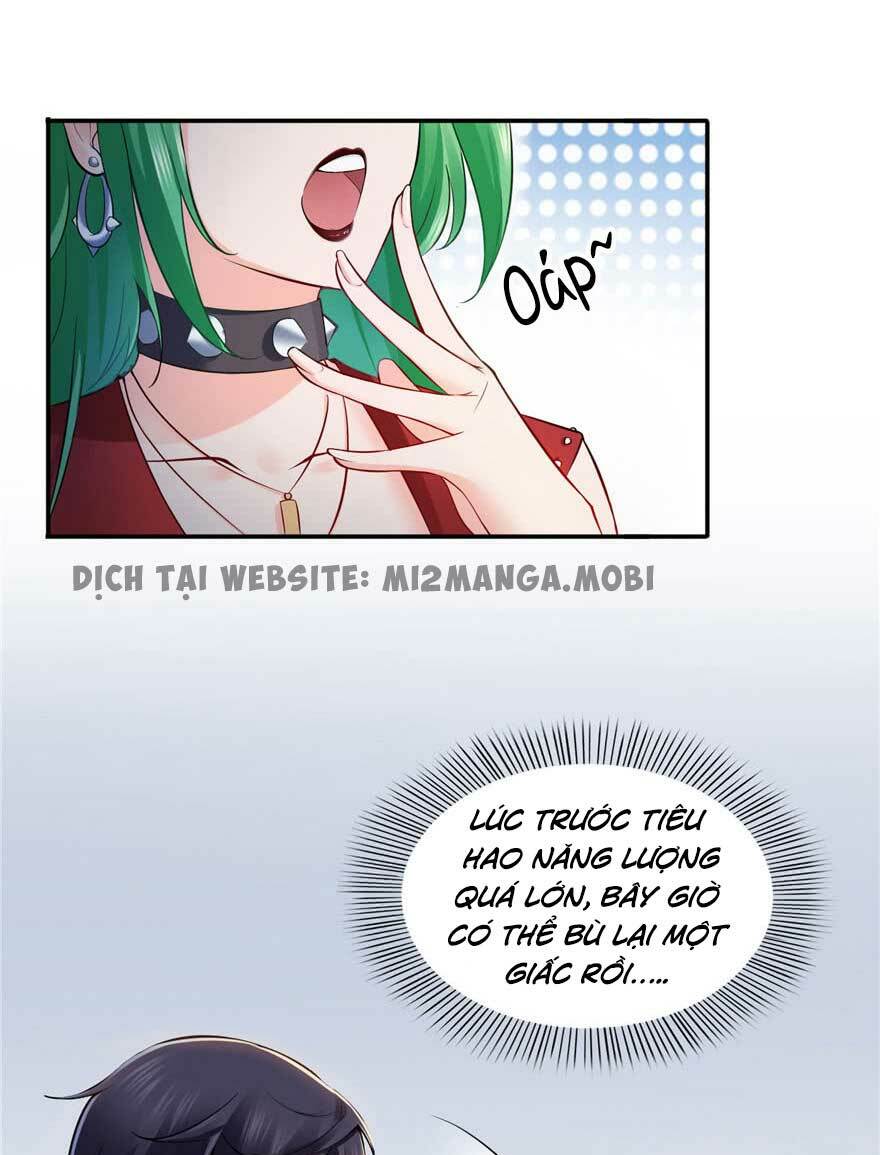 Oáp~
DỊCH TẠI WEBSITE: MI2MANGA.MOBI
LÚC TRƯỚC TIÊU
HAO NĂNG LƯỢNG
QUÁ LỚN, BÂY GIỜ
CÓ THỂ BÙ LẠI MỘT
GIẤC RỒI.....